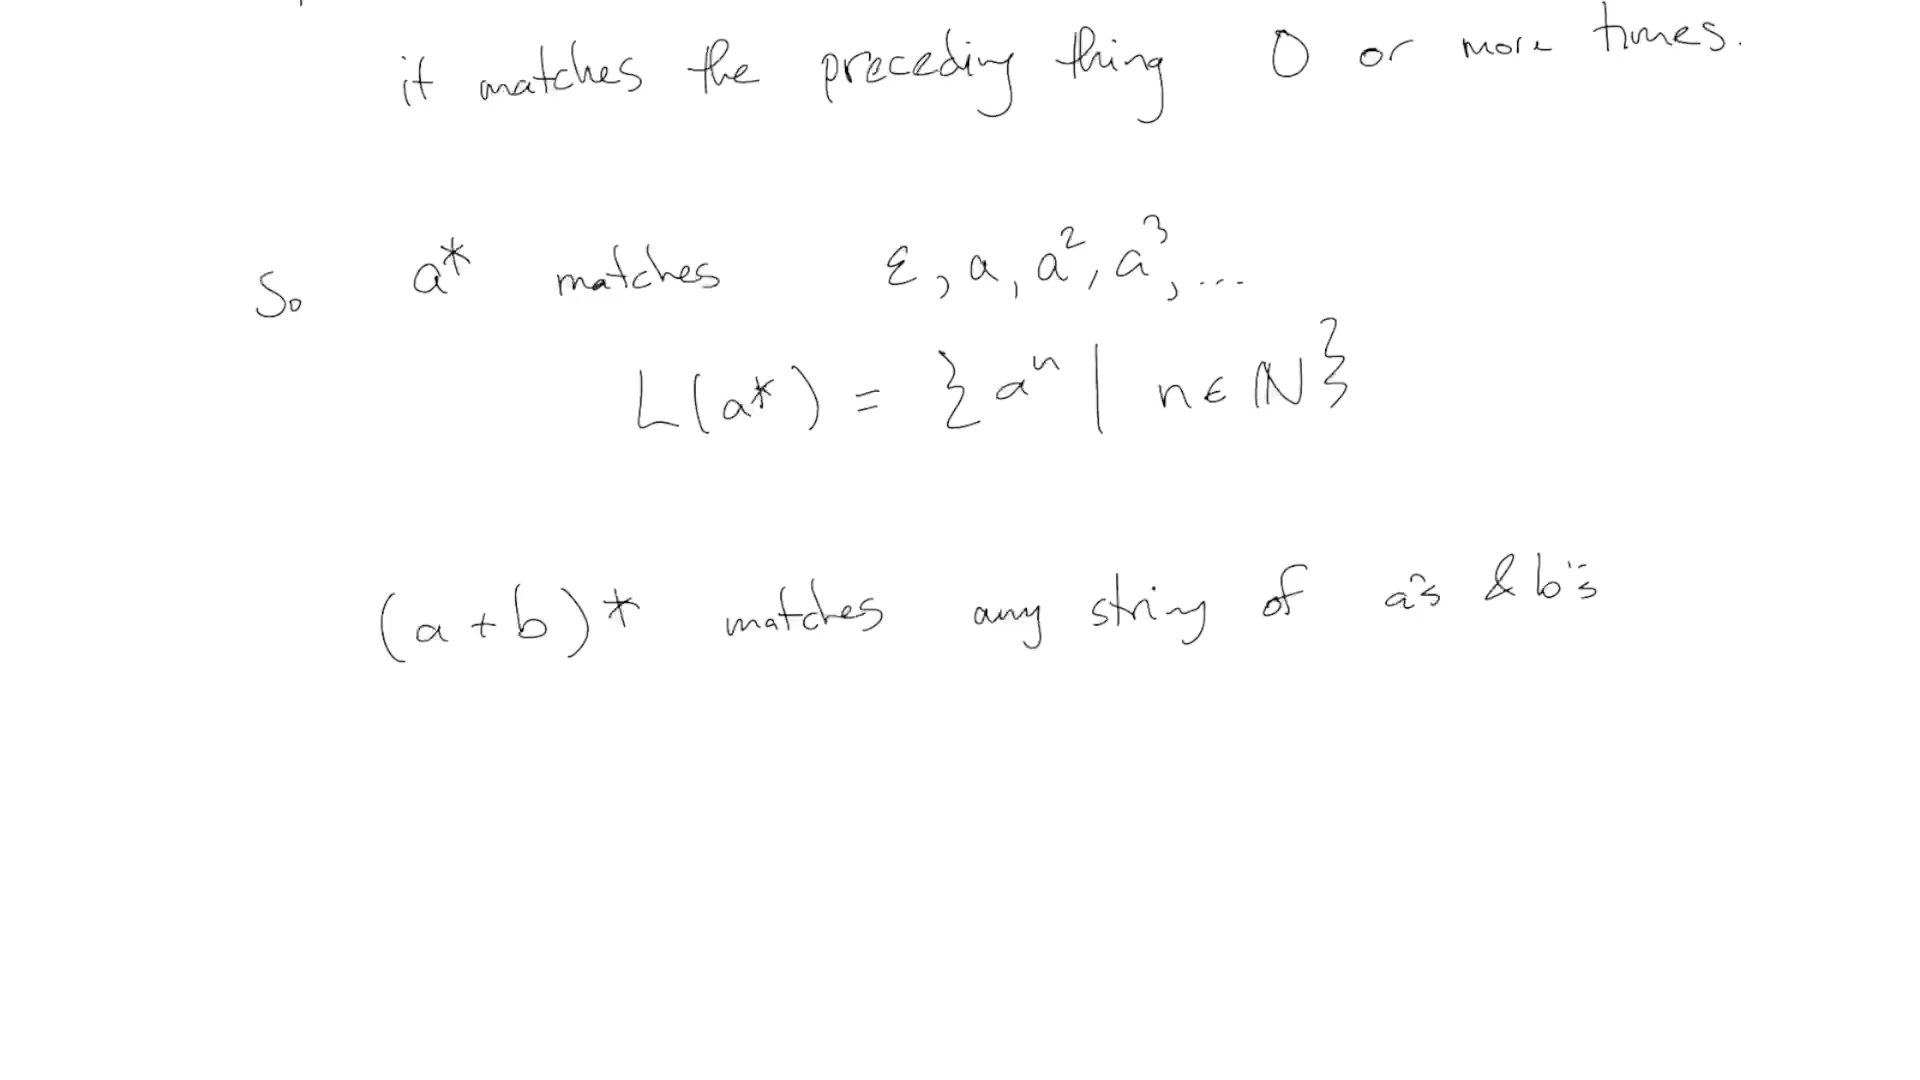 it matches the preceding thing 0 or more times.
So a* matches ε, a, a², a³, ...
L(a*) = {aⁿ | n ∈ ℕ}
(a+b)* matches any string of a's & b's